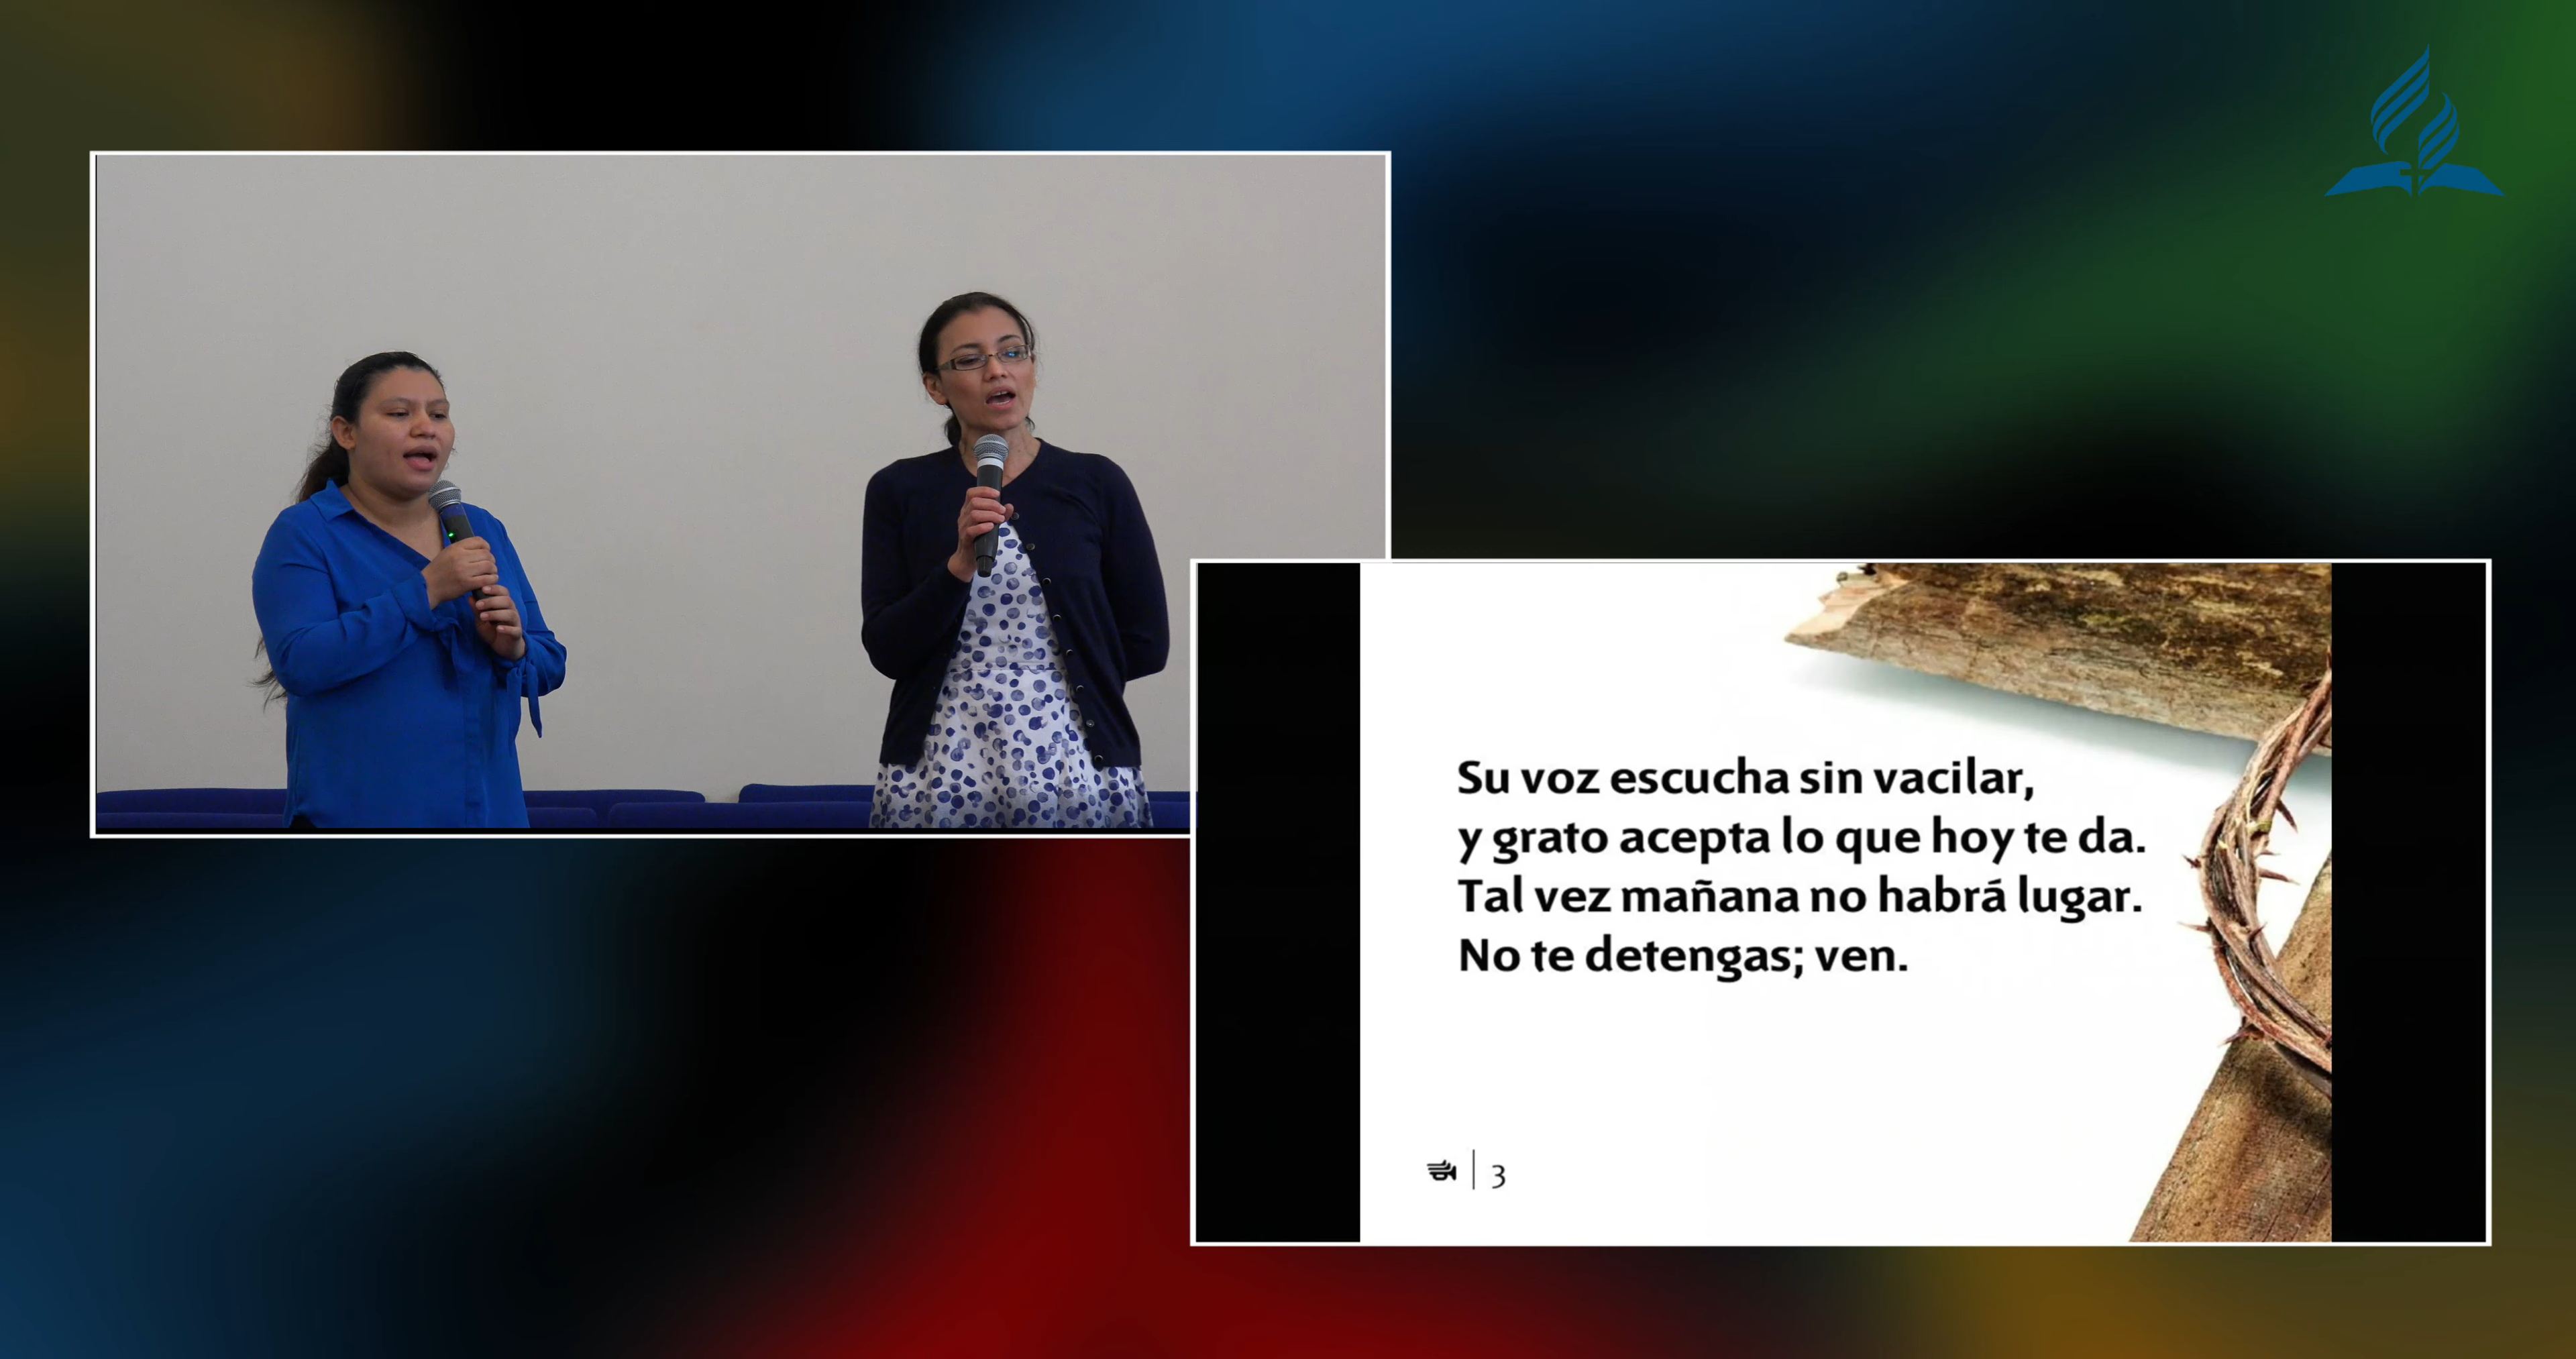 Su voz escucha sin vacilar,
y grato acepta lo que hoy te da.
Tal vez mañana no habrá lugar.
No te detengas; ven.
3